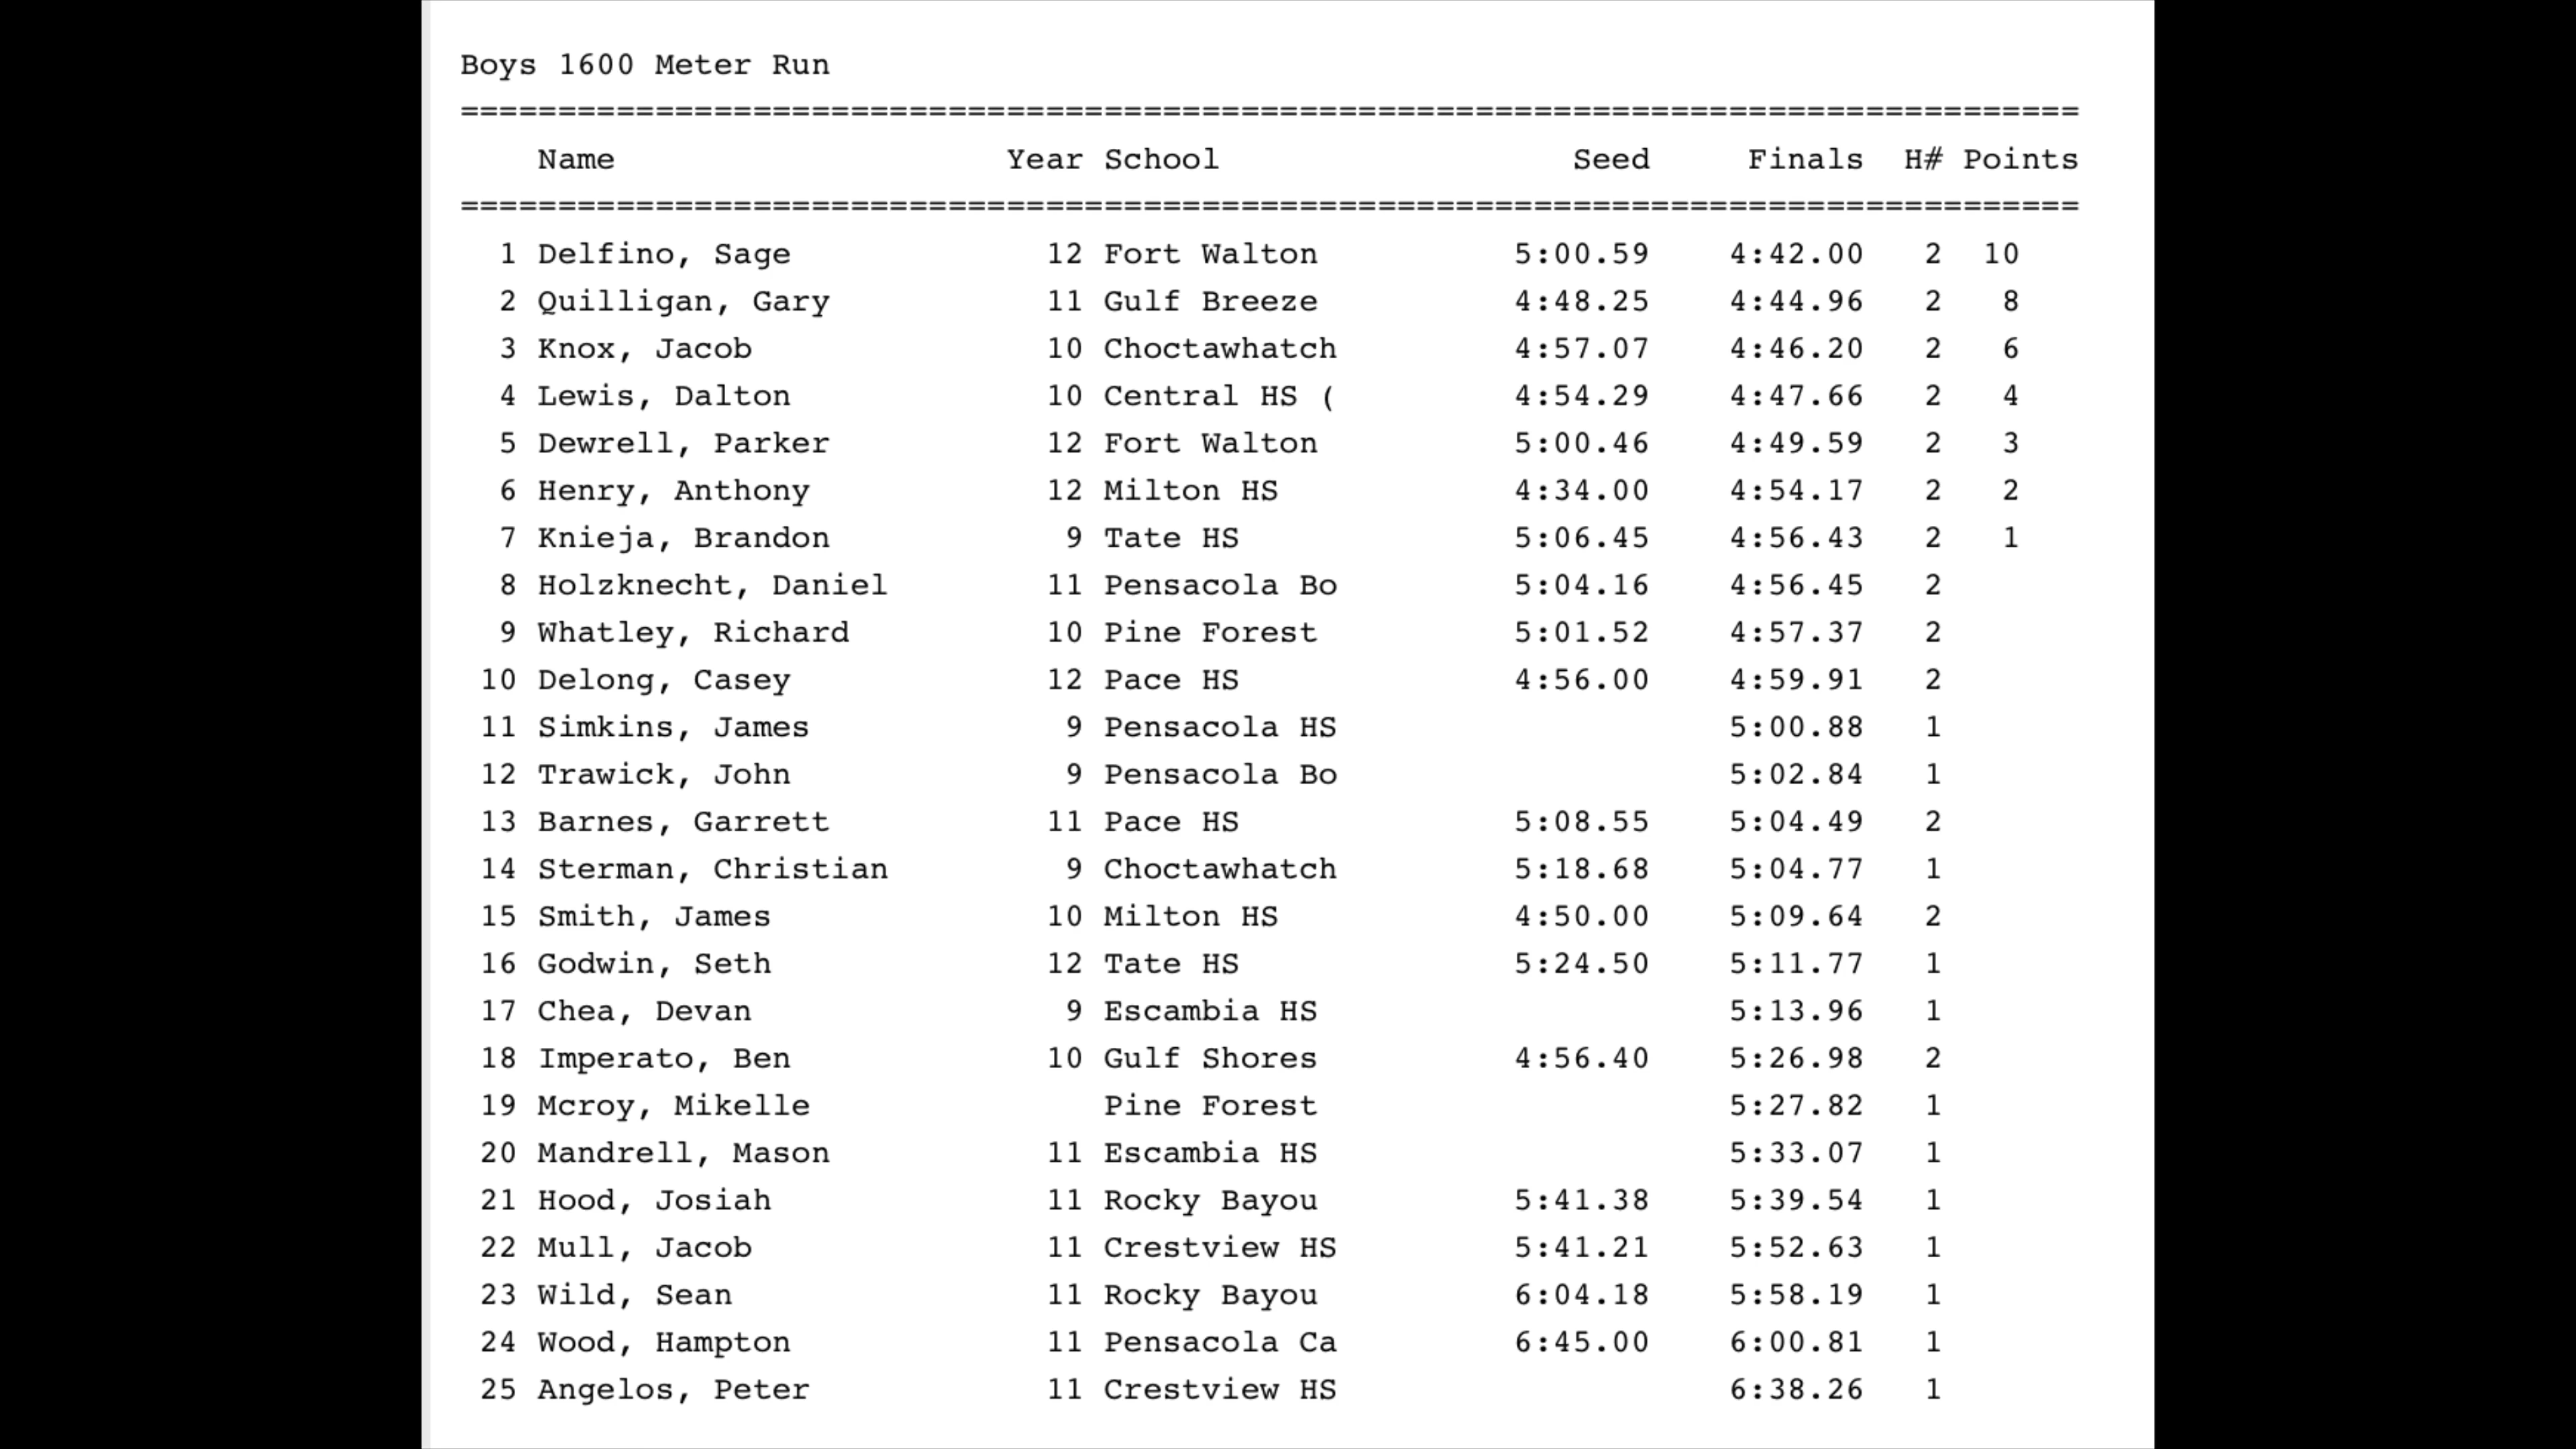 Boys 1600 Meter Run
===================================================================================
Name Year School Seed Finals H# Points
===================================================================================
1 Delfino, Sage 12 Fort Walton 5:00.59 4:42.00 2 10
2 Quilligan, Gary 11 Gulf Breeze 4:48.25 4:44.96 2 8
3 Knox, Jacob 10 Choctawhatch 4:57.07 4:46.20 2 6
4 Lewis, Dalton 10 Central HS ( 4:54.29 4:47.66 2 4
5 Dewrell, Parker 12 Fort Walton 5:00.46 4:49.59 2 3
6 Henry, Anthony 12 Milton HS 4:34.00 4:54.17 2 2
7 Knieja, Brandon 9 Tate HS 5:06.45 4:56.43 2 1
8 Holzknecht, Daniel 11 Pensacola Bo 5:04.16 4:56.45 2
9 Whatley, Richard 10 Pine Forest 5:01.52 4:57.37 2
10 Delong, Casey 12 Pace HS 4:56.00 4:59.91 2
11 Simkins, James 9 Pensacola HS 5:00.88 1
12 Trawick, John 9 Pensacola Bo 5:02.84 1
13 Barnes, Garrett 11 Pace HS 5:08.55 5:04.49 2
14 Sterman, Christian 9 Choctawhatch 5:18.68 5:04.77 1
15 Smith, James 10 Milton HS 4:50.00 5:09.64 2
16 Godwin, Seth 12 Tate HS 5:24.50 5:11.77 1
17 Chea, Devan 9 Escambia HS 5:13.96 1
18 Imperato, Ben 10 Gulf Shores 4:56.40 5:26.98 2
19 Mcroy, Mikelle Pine Forest 5:27.82 1
20 Mandrell, Mason 11 Escambia HS 5:33.07 1
21 Hood, Josiah 11 Rocky Bayou 5:41.38 5:39.54 1
22 Mull, Jacob 11 Crestview HS 5:41.21 5:52.63 1
23 Wild, Sean 11 Rocky Bayou 6:04.18 5:58.19 1
24 Wood, Hampton 11 Pensacola Ca 6:45.00 6:00.81 1
25 Angelos, Peter 11 Crestview HS 6:38.26 1